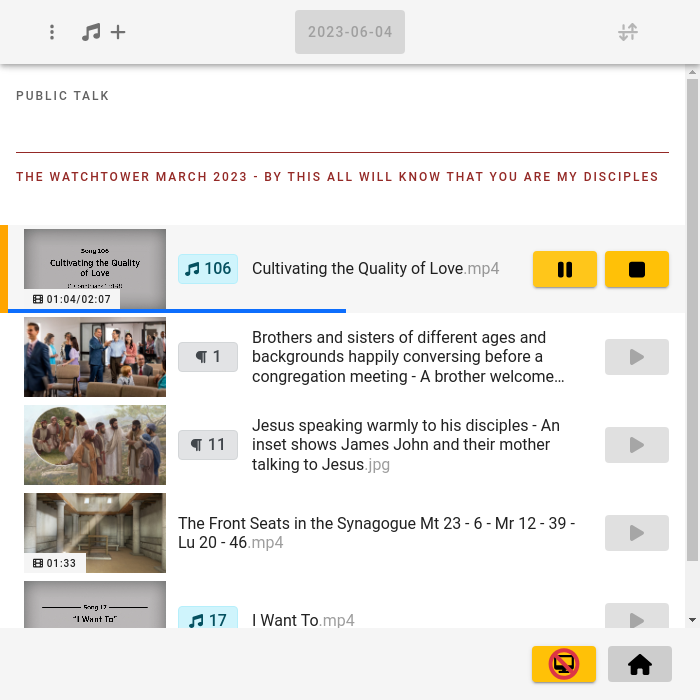 2023-06-04
PUBLIC TALK
THE WATCHTOWER MARCH 2023 - BY THIS ALL WILL KNOW THAT YOU ARE MY DISCIPLES
Song 106
Cultivating the Quality
of Love
01:04/02:07
106
Cultivating the Quality of Love.mp4
¶ 1
Brothers and sisters of different ages and
backgrounds happily conversing before a
congregation meeting - A brother welcome…
¶ 11
Jesus speaking warmly to his disciples - An
inset shows James John and their mother
talking to Jesus.jpg
The Front Seats in the Synagogue Mt 23 - 6 - Mr 12 - 39 -
Lu 20 - 46.mp4
01:33
Song 17
“I Want To”
17
I Want To.mp4